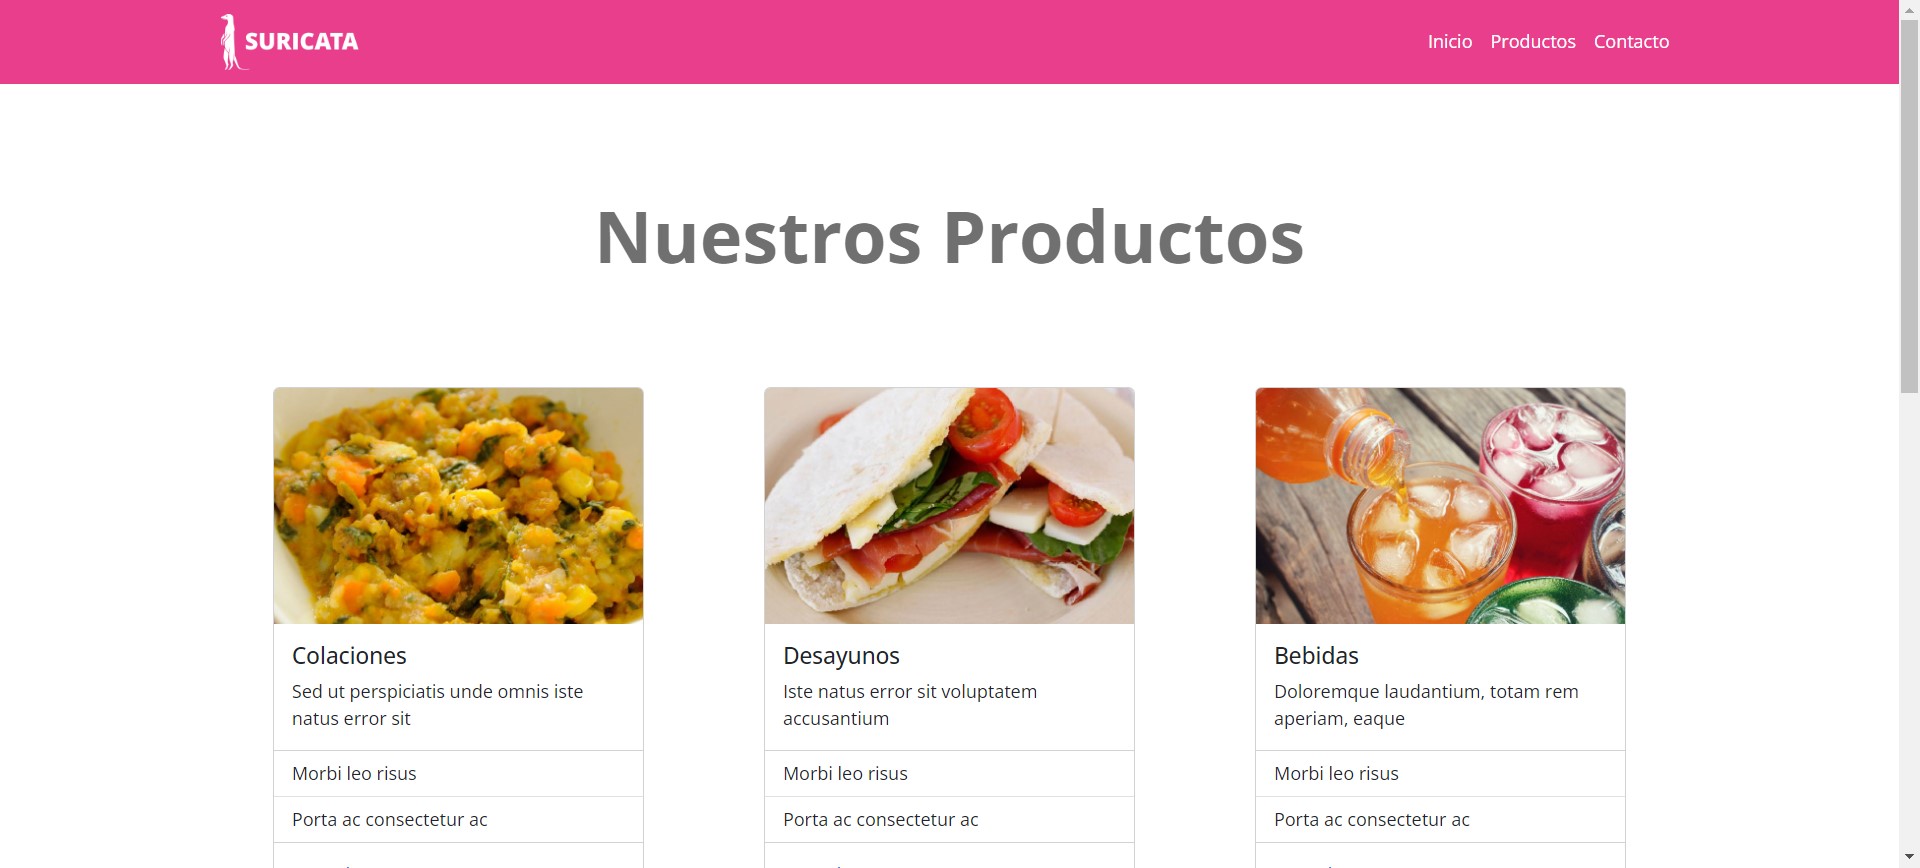 SURICATA
Inicio Productos Contacto
Nuestros Productos
Colaciones
Sed ut perspiciatis unde omnis iste
natus error sit
Morbi leo risus
Porta ac consectetur ac
Desayunos
Iste natus error sit voluptatem
accusantium
Morbi leo risus
Porta ac consectetur ac
Bebidas
Doloremque laudantium, totam rem
aperiam, eaque
Morbi leo risus
Porta ac consectetur ac